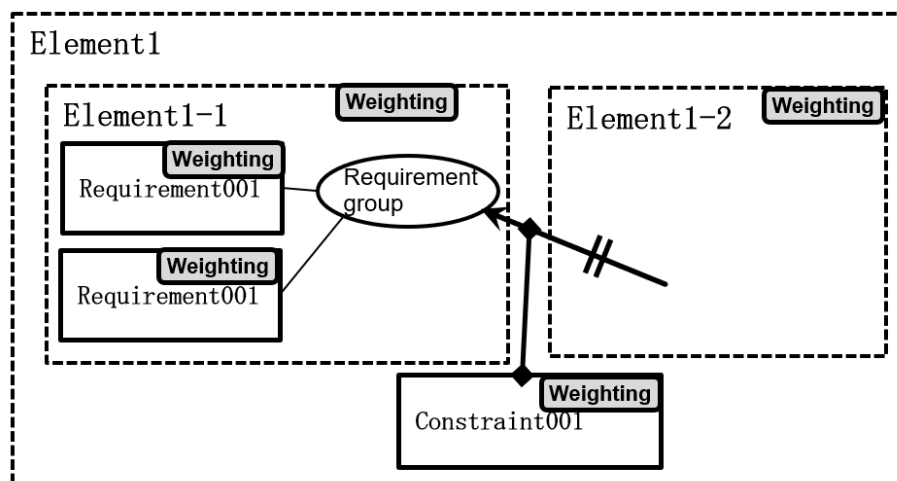 Element1
Weighting
Element1-1
Weighting
Requirement001
Requirement
group
Weighting
Requirement001
Weighting
Element1-2
Weighting
Constraint001